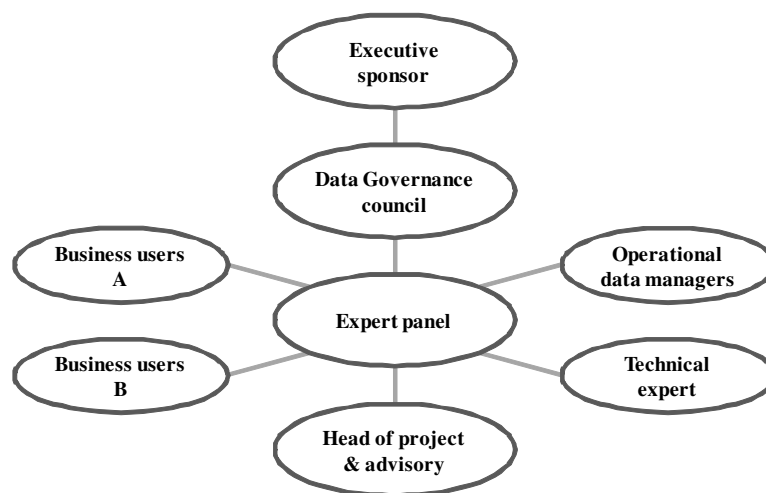 Executive
sponsor
Data Governance
council
Business users
A
Operational
data managers
Expert panel
Business users
B
Technical
expert
Head of project
& advisory